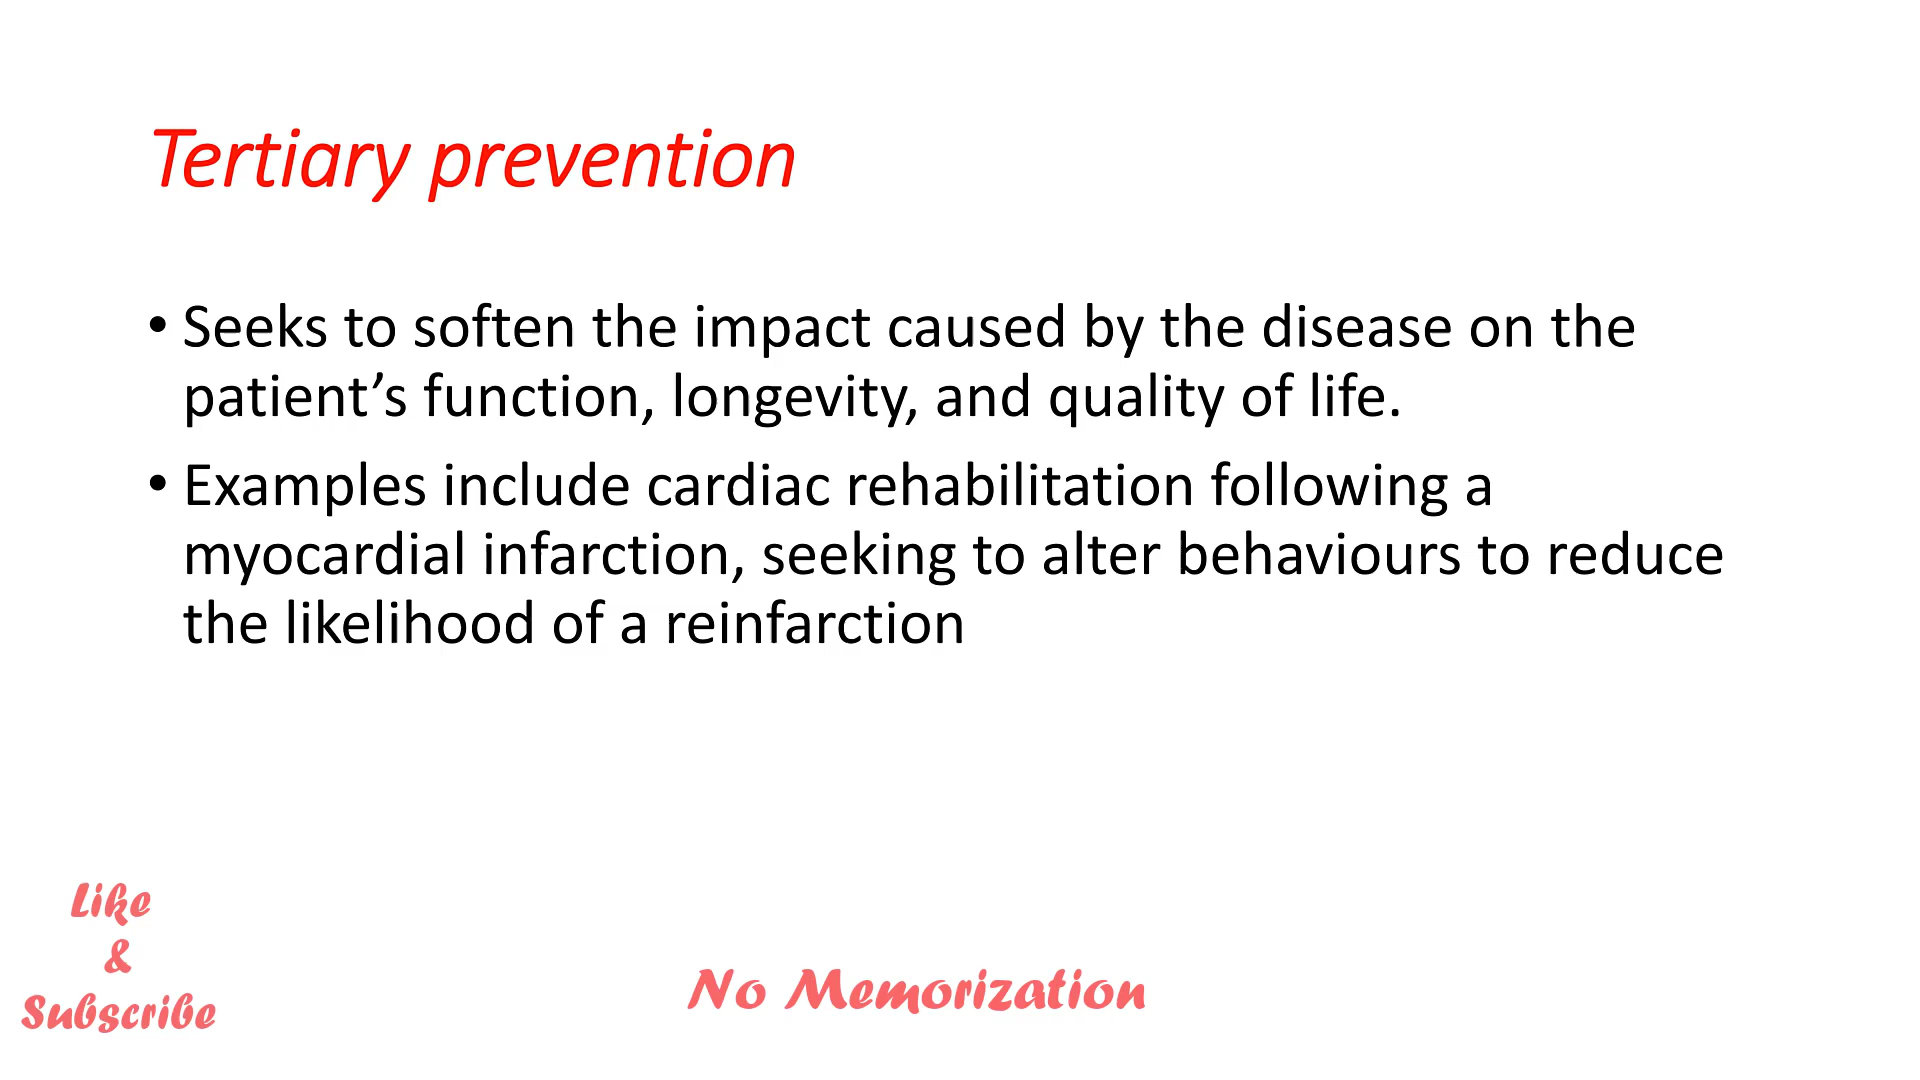 Tertiary prevention
• Seeks to soften the impact caused by the disease on the
patient’s function, longevity, and quality of life.
• Examples include cardiac rehabilitation following a
myocardial infarction, seeking to alter behaviours to reduce
the likelihood of a reinfarction
Like
&
Subscribe
No Memorization